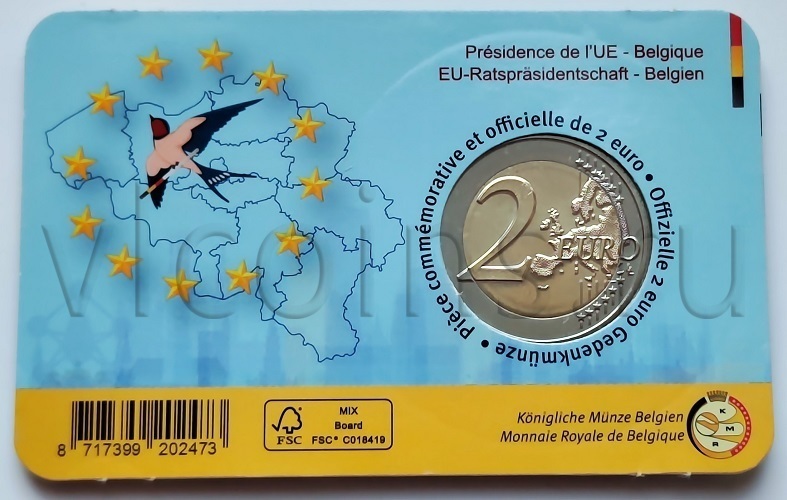 Présidence de l'UE - Belgique
EU-Ratspräsidentschaft - Belgien
Pièce commémorative et officielle de 2 euro • Offizielle 2 euro Gedenkmünze •
2 EURO
vlcoins.ru
8 717399 202473
FSC
MIX
Board
FSC® C018419
Königliche Münze Belgien
Monnaie Royale de Belgique
K
M
R